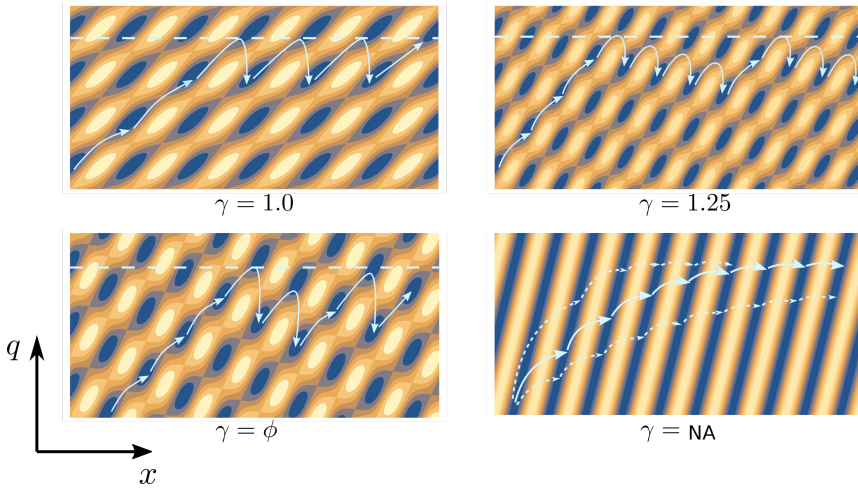 γ = 1.0
γ = 1.25
γ = ϕ
γ = NA
q
x